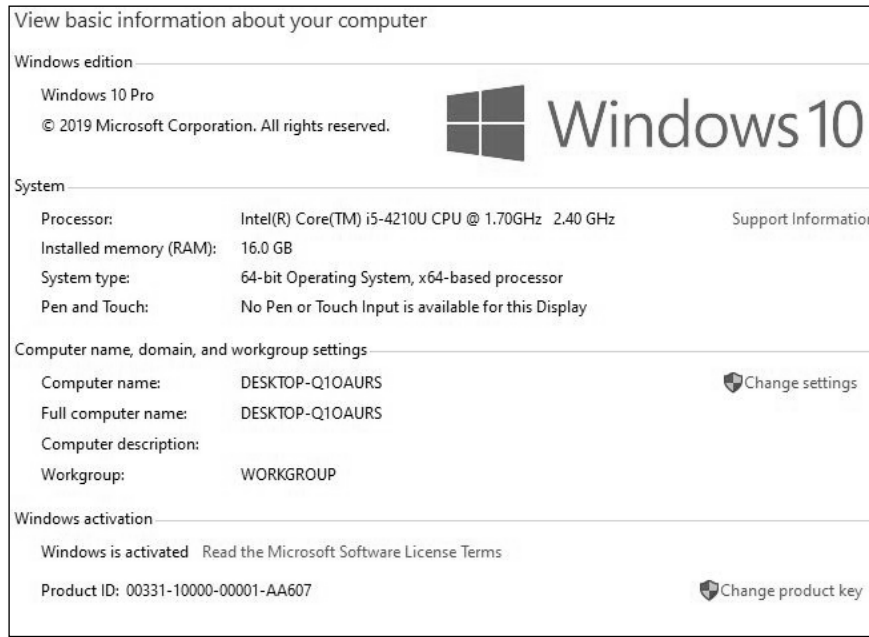 View basic information about your computer
Windows edition
Windows 10 Pro
© 2019 Microsoft Corporation. All rights reserved.
Windows 10
System
Processor: Intel(R) Core(TM) i5-4210U CPU @ 1.70GHz 2.40 GHz Support Information
Installed memory (RAM): 16.0 GB
System type: 64-bit Operating System, x64-based processor
Pen and Touch: No Pen or Touch Input is available for this Display
Computer name, domain, and workgroup settings
Computer name: DESKTOP-Q1OAURS Change settings
Full computer name: DESKTOP-Q1OAURS
Computer description:
Workgroup: WORKGROUP
Windows activation
Windows is activated Read the Microsoft Software License Terms
Product ID: 00331-10000-00001-AA607 Change product key